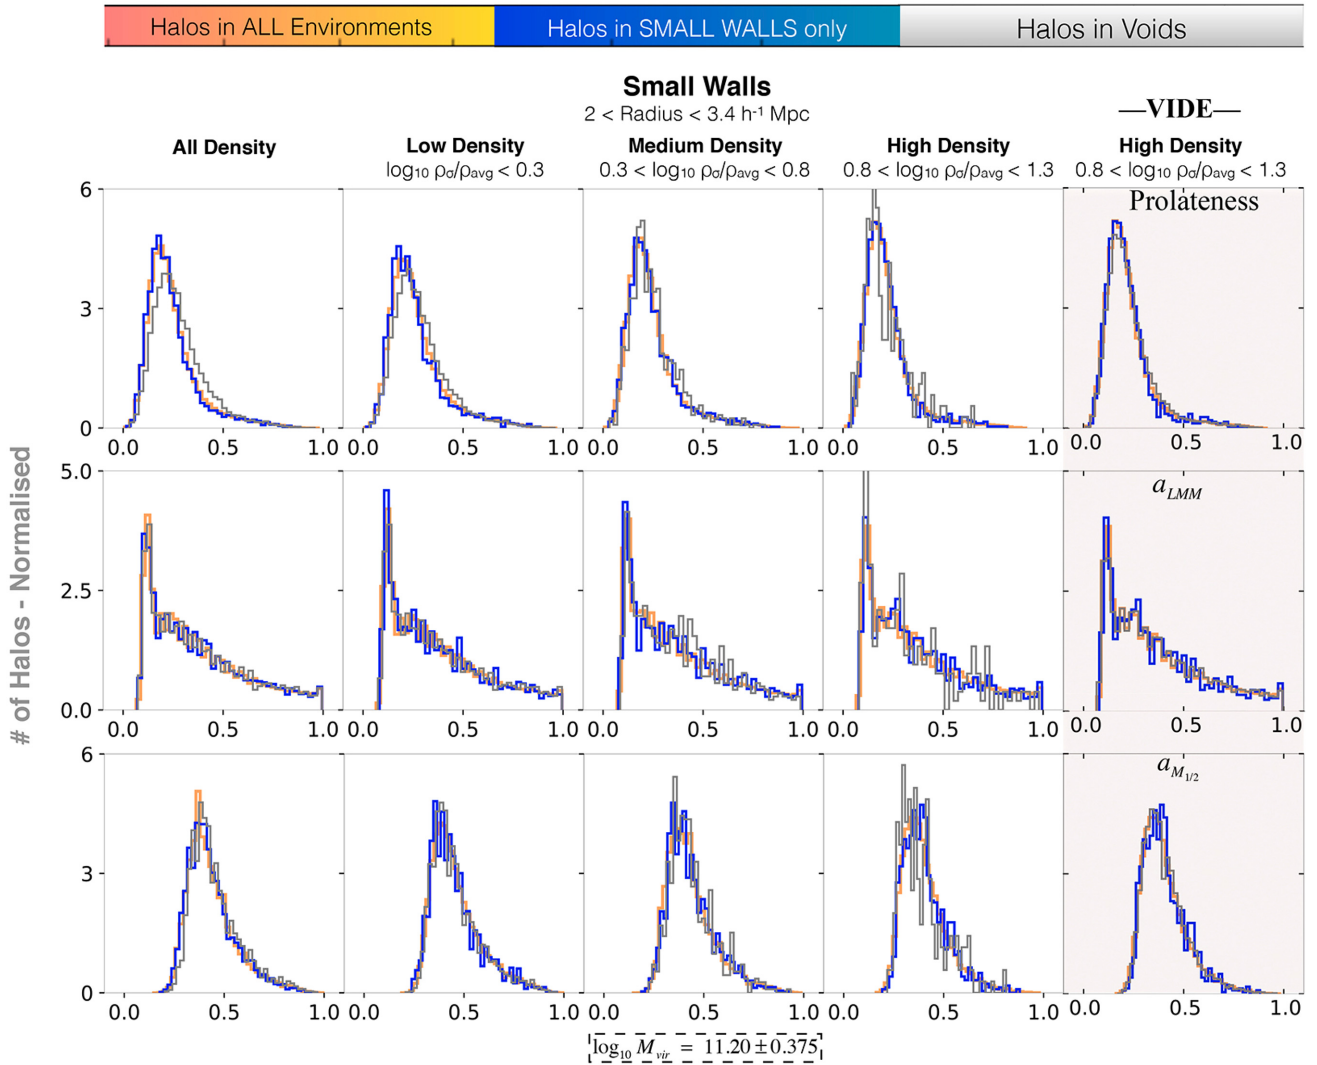 Halos in ALL Environments Halos in SMALL WALLS only Halos in Voids
Small Walls
2 < Radius < 3.4 h⁻¹ Mpc
—VIDE—
All Density Low Density Medium Density High Density High Density
log₁₀ ρσ/ρavg < 0.3 0.3 < log₁₀ ρσ/ρavg < 0.8 0.8 < log₁₀ ρσ/ρavg < 1.3 0.8 < log₁₀ ρσ/ρavg < 1.3
6
Prolateness
3
0
0.0 0.5 1.0 0.0 0.5 1.0 0.0 0.5 1.0 0.0 0.5 1.0 0.0 0.5 1.0
# of Halos - Normalised
5.0
a_LMM
2.5
0.0
0.0 0.5 1.0 0.0 0.5 1.0 0.0 0.5 1.0 0.0 0.5 1.0 0.0 0.5 1.0
6
a_M1/2
3
0
0.0 0.5 1.0 0.0 0.5 1.0 0.0 0.5 1.0 0.0 0.5 1.0 0.0 0.5 1.0
log₁₀ M_vir = 11.20±0.375